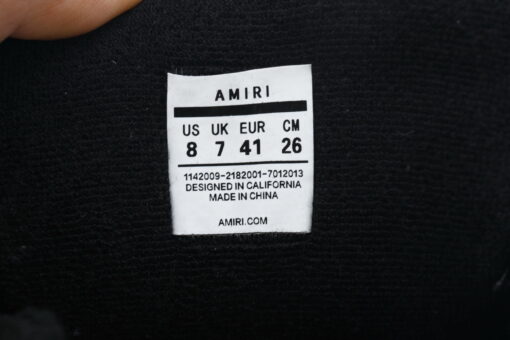 AMIRI
US UK EUR CM
8 7 41 26
1142009-2182001-7012013
DESIGNED IN CALIFORNIA
MADE IN CHINA
AMIRI.COM